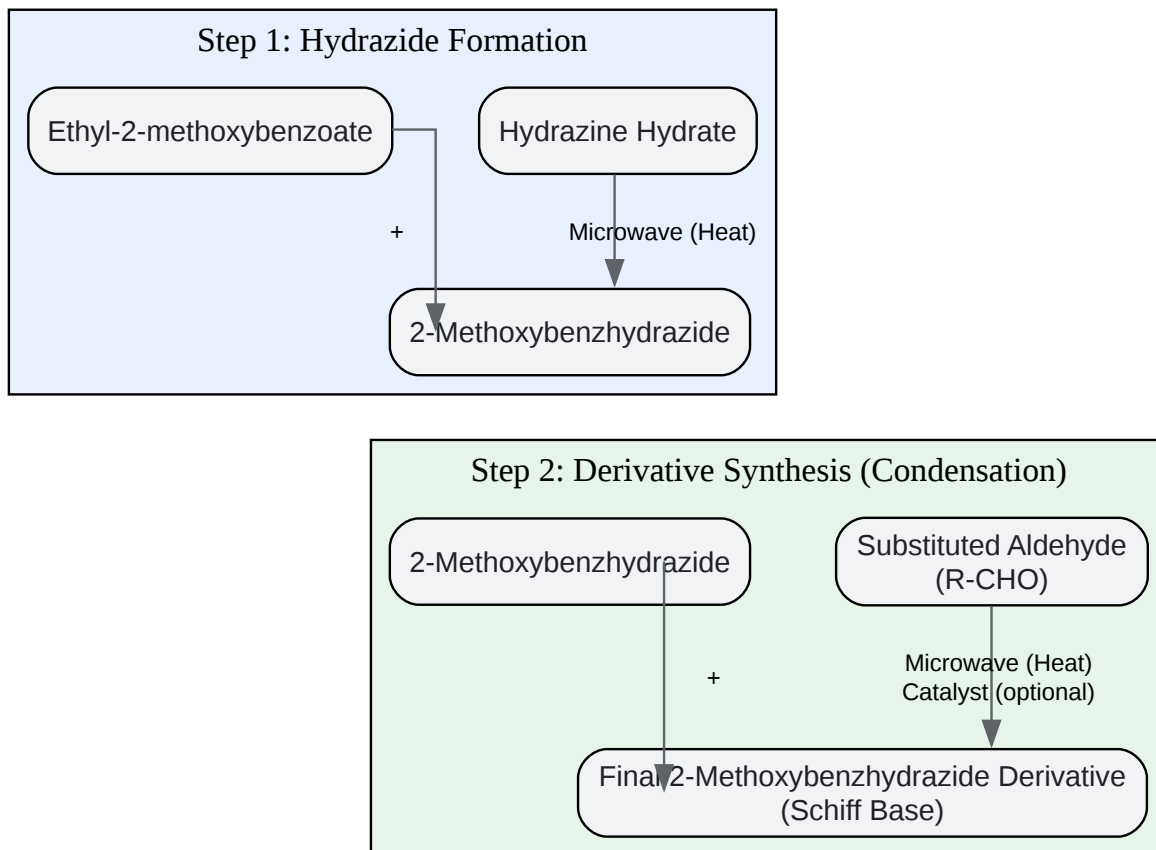 Step 1: Hydrazide Formation
Ethyl-2-methoxybenzoate
Hydrazine Hydrate
+
Microwave (Heat)
2-Methoxybenzhydrazide
Step 2: Derivative Synthesis (Condensation)
2-Methoxybenzhydrazide
Substituted Aldehyde
(R-CHO)
+
Microwave (Heat)
Catalyst (optional)
Final 2-Methoxybenzhydrazide Derivative
(Schiff Base)